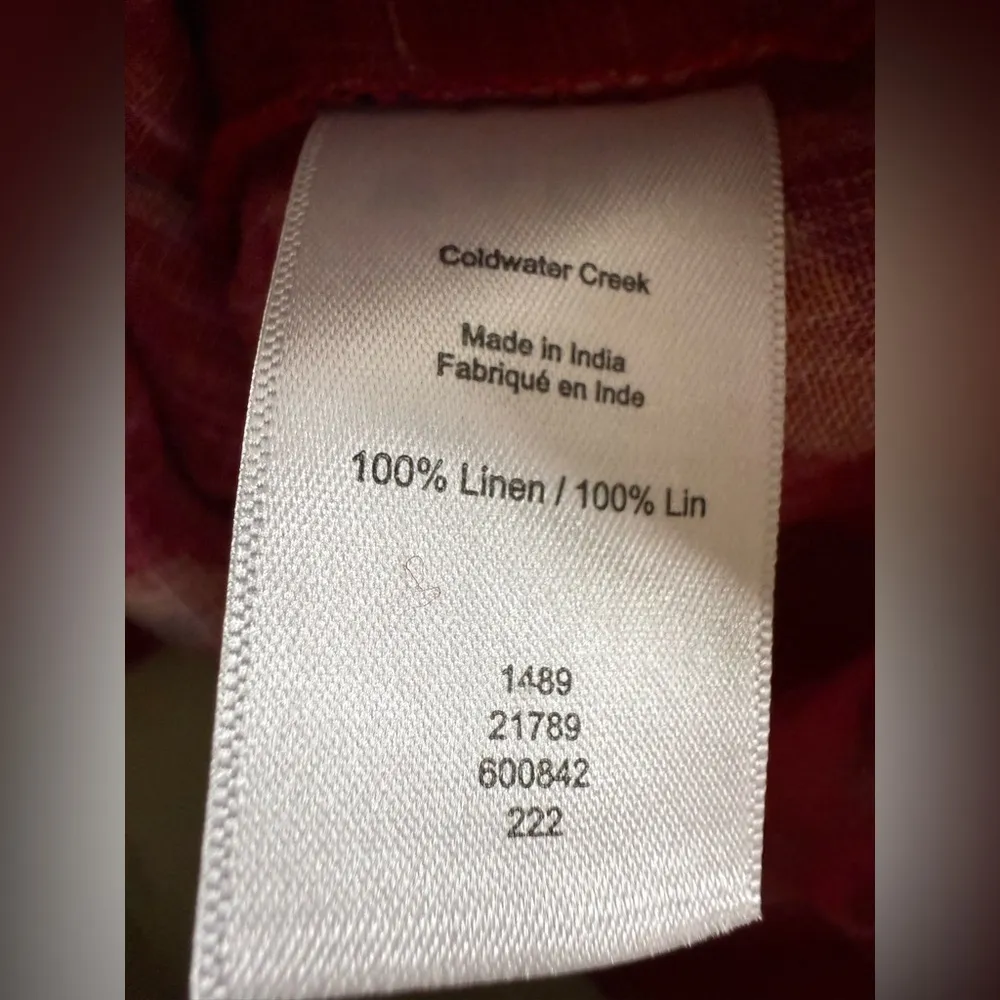 Coldwater Creek
Made in India
Fabriqué en Inde
100% Linen / 100% Lin
1489
21789
600842
222